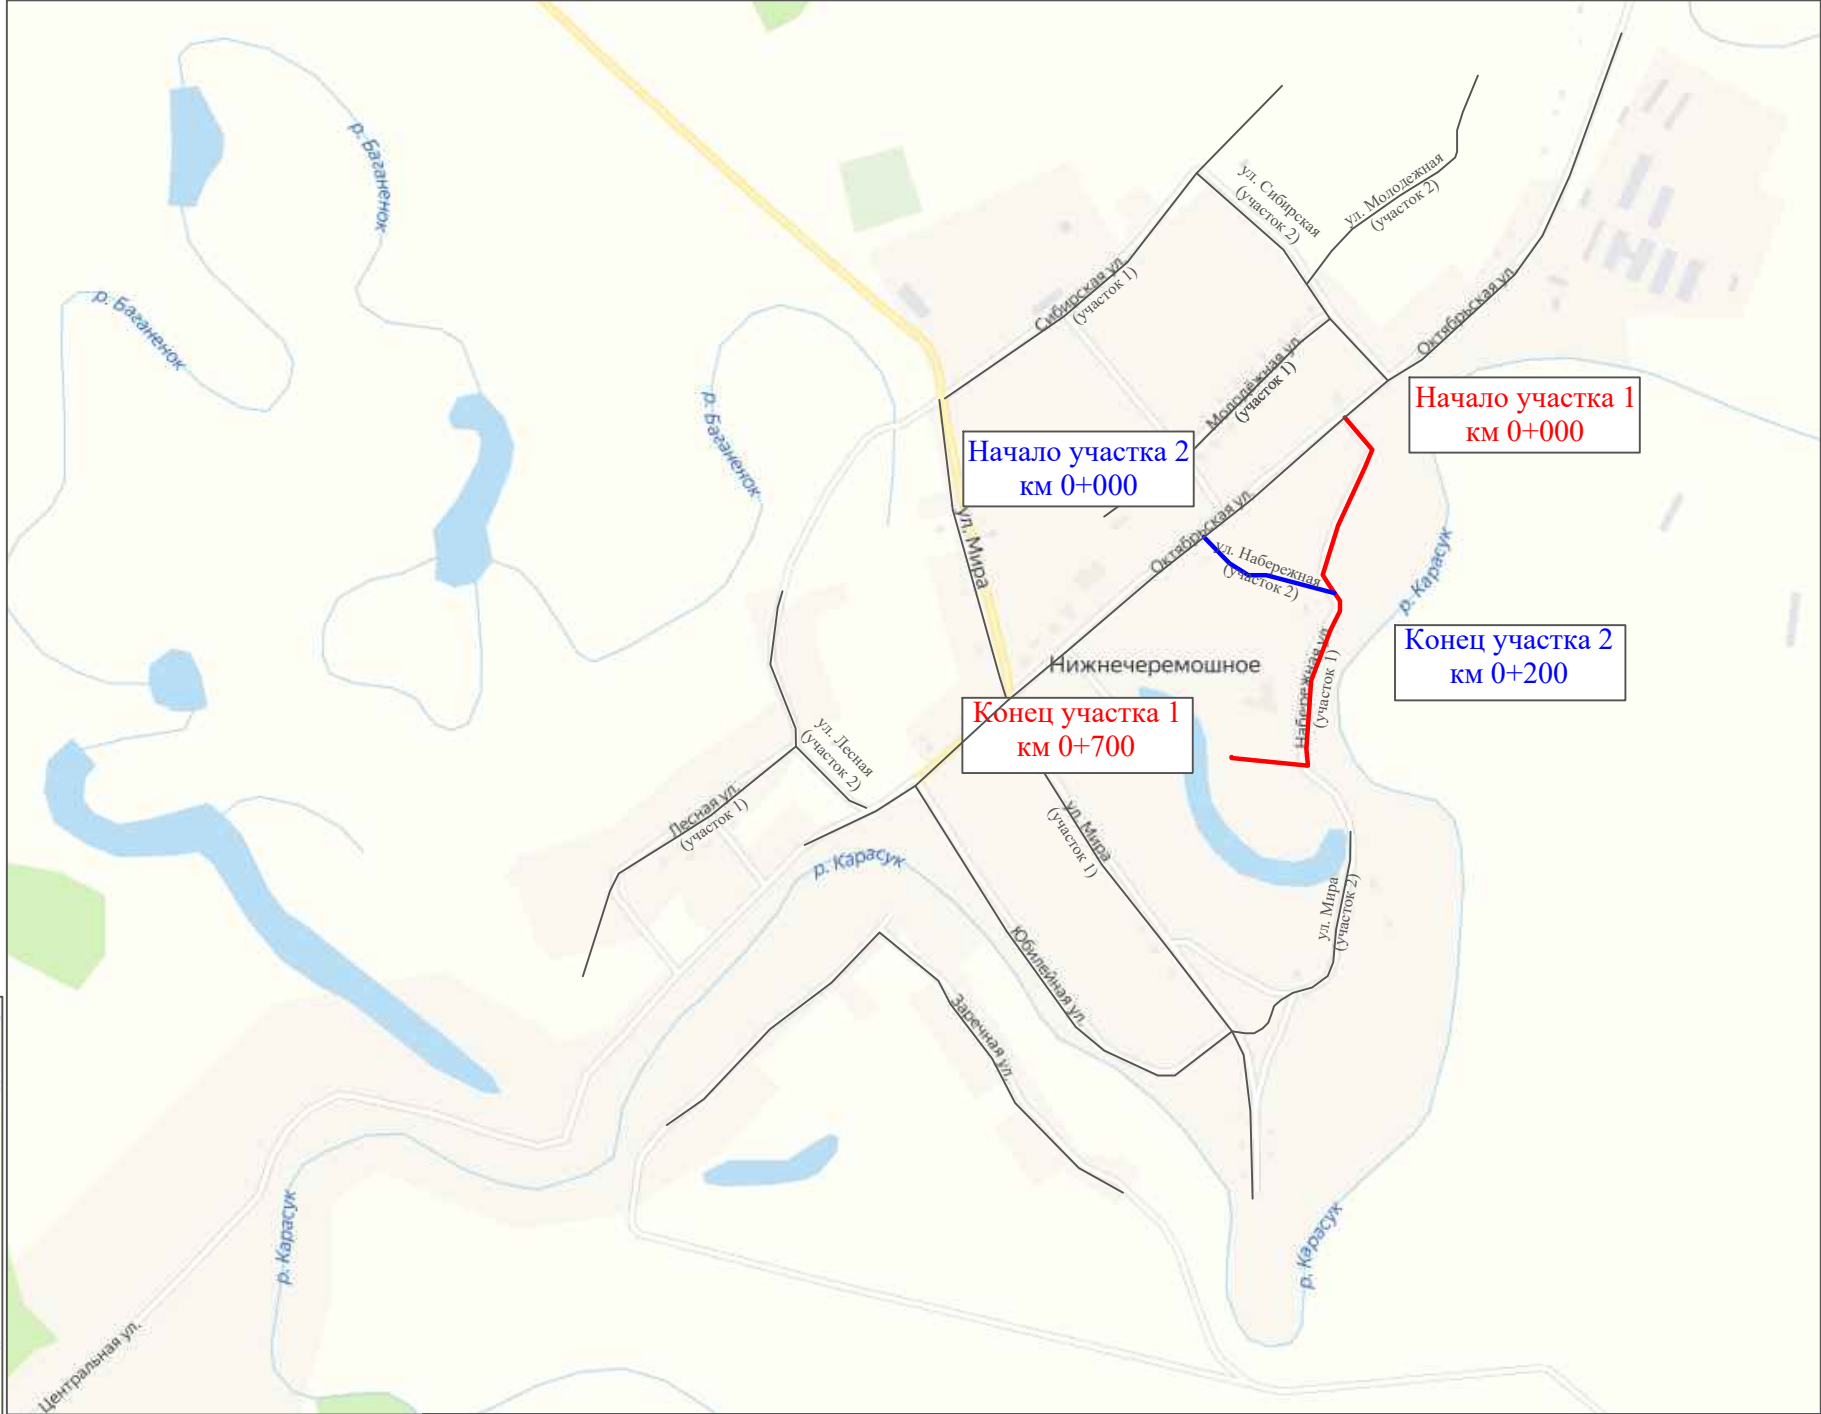 р. Баганенок
ул. Сибирская
(участок 2)
ул. Молодежная
(участок 2)
Сибирская ул.
(участок 1)
Октябрьская ул.
р. Баганенок
Молодёжная ул.
(участок 1)
р. Баганенок
Начало участка 1
км 0+000
Начало участка 2
км 0+000
ул. Мира
Октябрьская ул.
ул. Набережная
(участок 2)
р. Карасук
Нижнечеремошное
Конец участка 2
км 0+200
Набережная ул.
(участок 1)
Конец участка 1
км 0+700
ул. Лесная
(участок 2)
Лесная ул.
(участок 1)
р. Карасук
ул. Мира
(участок 1)
ул. Мира
(участок 2)
Юбилейная ул.
Заречная ул.
р. Карасук
р. Карасук
Центральная ул.